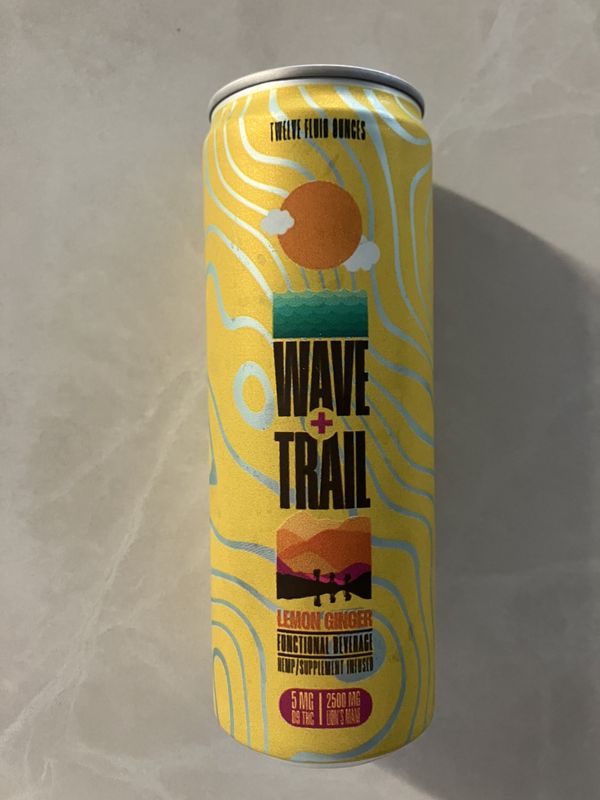 TWELVE FLUID OUNCES
WAVE
+
TRAIL
LEMON GINGER
FUNCTIONAL BEVERAGE
HEMP/SUPPLEMENT INFUSED
5 MG | 2500 MG
D9 THC | LION'S MANE